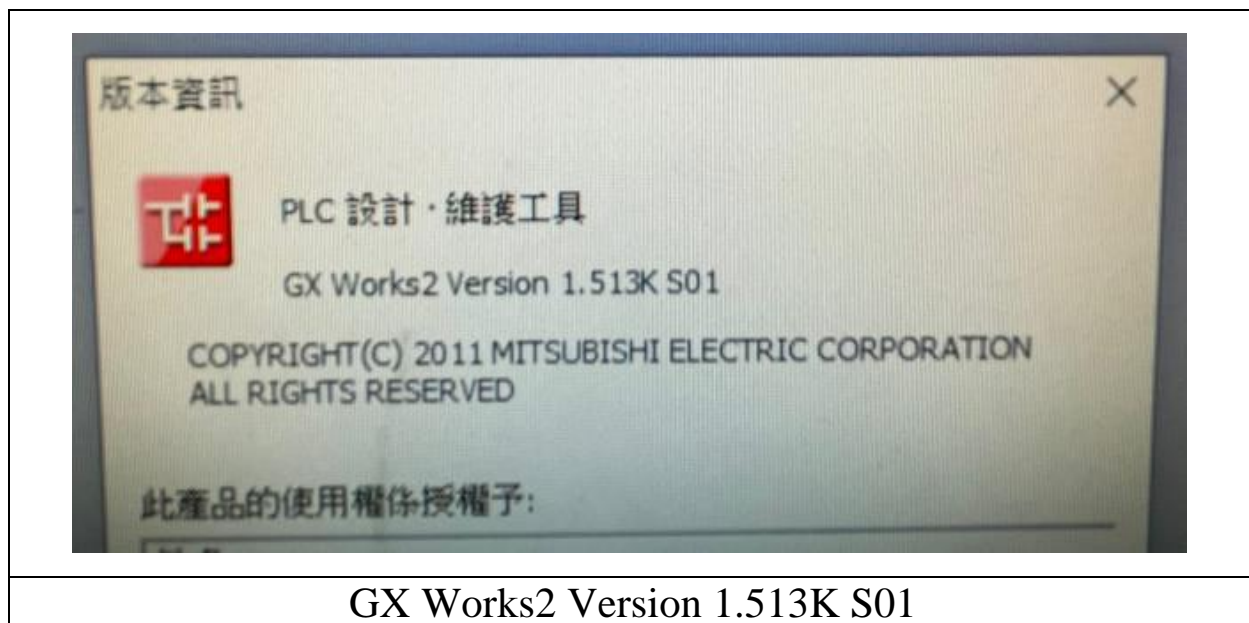 版本資訊
PLC 設計‧維護工具
GX Works2 Version 1.513K S01
COPYRIGHT(C) 2011 MITSUBISHI ELECTRIC CORPORATION
ALL RIGHTS RESERVED
此產品的使用權係授權予:
GX Works2 Version 1.513K S01